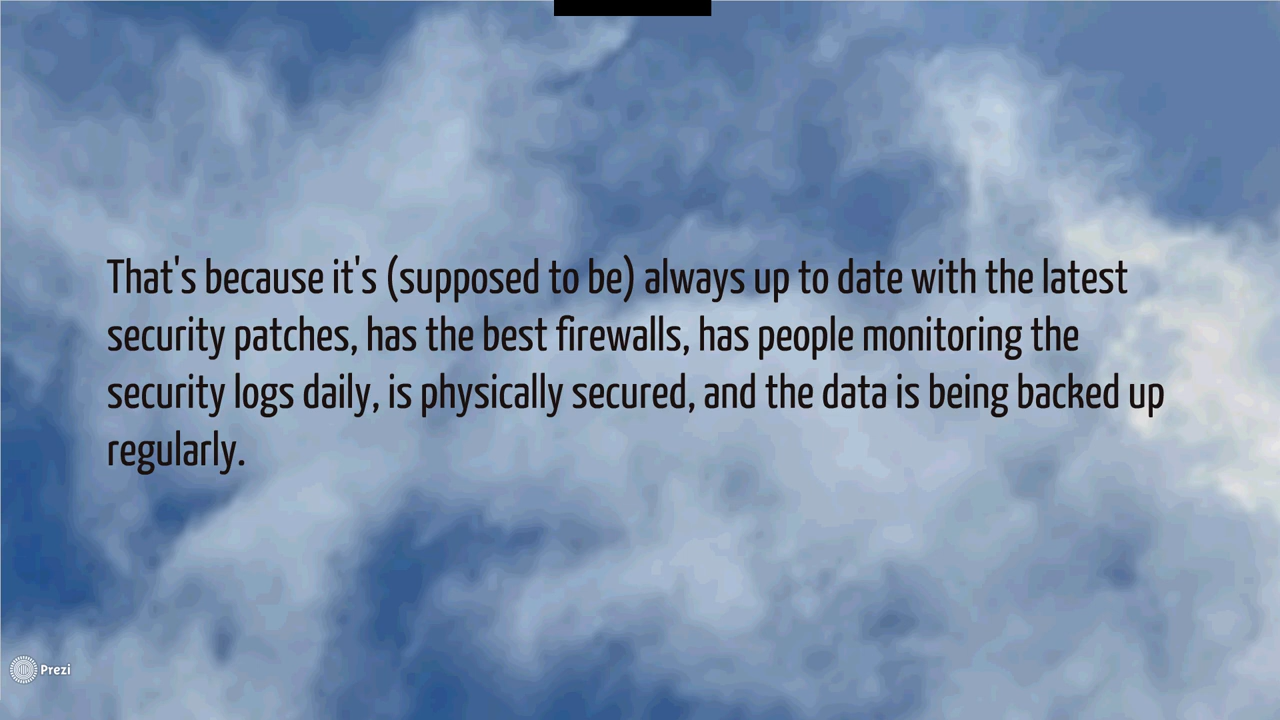 That's because it's (supposed to be) always up to date with the latest
security patches, has the best firewalls, has people monitoring the
security logs daily, is physically secured, and the data is being backed up
regularly.
Prezi